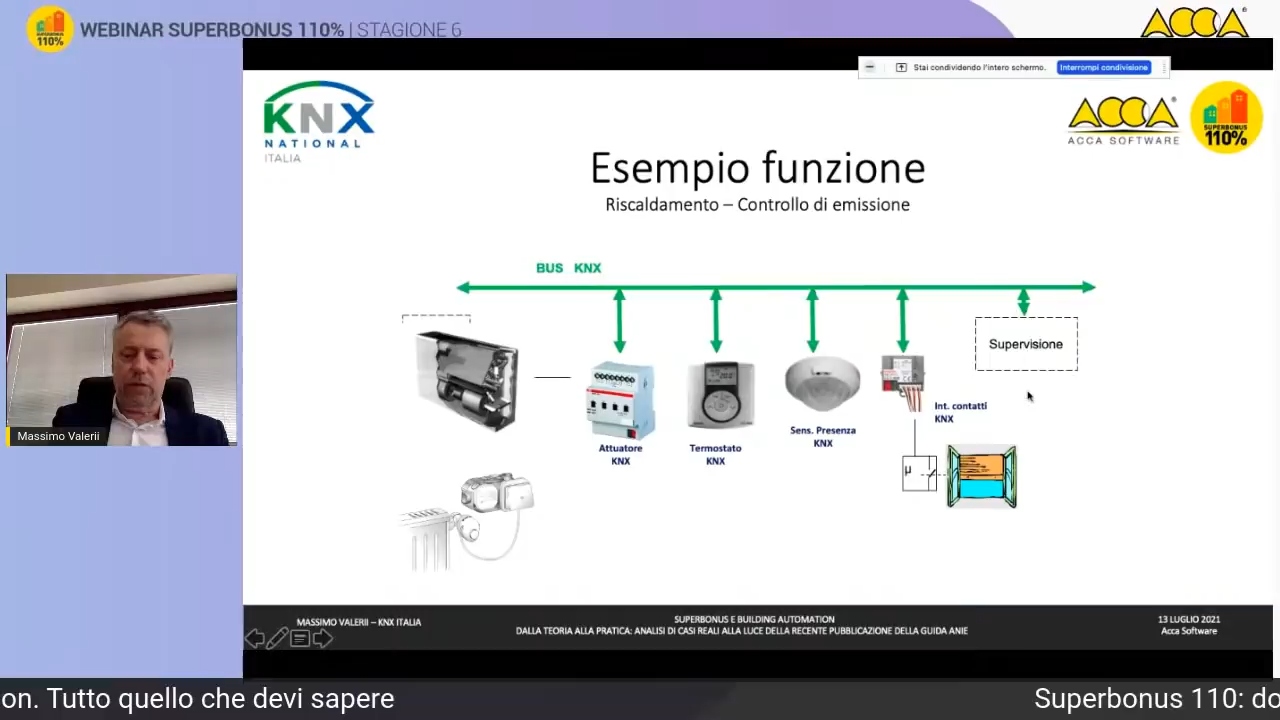 SUPERBONUS
110%
WEBINAR SUPERBONUS 110% | STAGIONE 6
ACCA
Stai condividendo l'intero schermo.
Interrompi condivisione
KNX
NATIONAL
ITALIA
ACCA
ACCA SOFTWARE
SUPERBONUS
110%
Esempio funzione
Riscaldamento – Controllo di emissione
BUS KNX
Supervisione
Attuatore
KNX
Termostato
KNX
Sens. Presenza
KNX
Int. contatti
KNX
μ
Massimo Valerii
MASSIMO VALERII – KNX ITALIA
SUPERBONUS E BUILDING AUTOMATION
DALLA TEORIA ALLA PRATICA: ANALISI DI CASI REALI ALLA LUCE DELLA RECENTE PUBBLICAZIONE DELLA GUIDA ANIE
13 LUGLIO 2021
Acca Software
on. Tutto quello che devi sapere
Superbonus 110: do